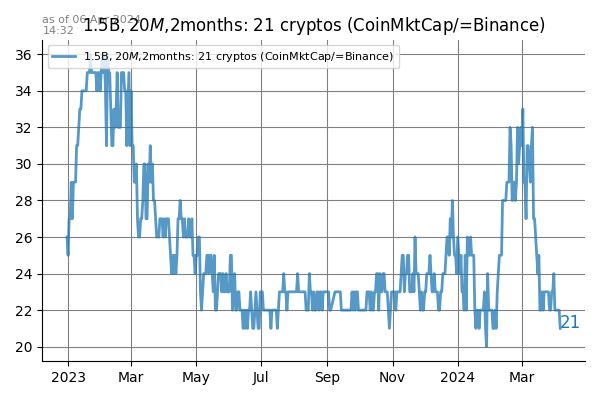 as of 06 Apr 2024
14:32
1.5B, 20M,2months: 21 cryptos (CoinMktCap/=Binance)
1.5B, 20M,2months: 21 cryptos (CoinMktCap/=Binance)
36
34
32
30
28
26
24
22
20
21
2023 Mar May Jul Sep Nov 2024 Mar